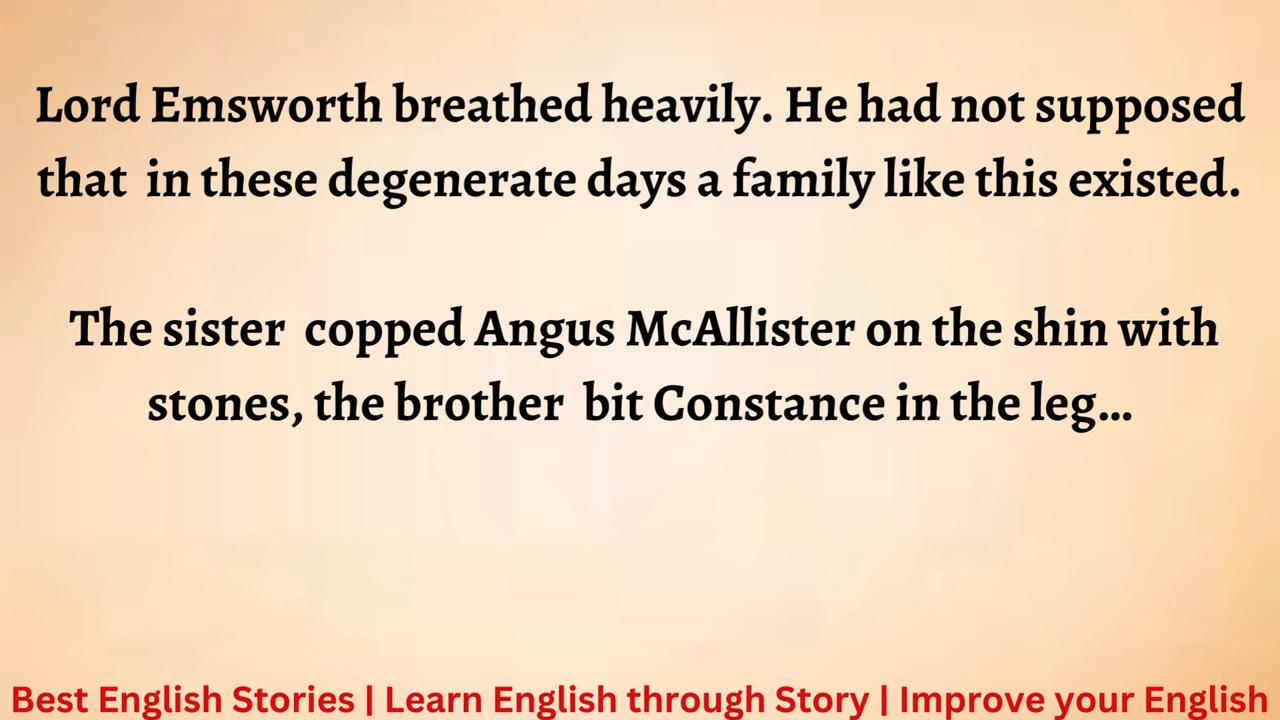 Lord Emsworth breathed heavily. He had not supposed
that  in these degenerate days a family like this existed.
The sister  copped Angus McAllister on the shin with
stones, the brother  bit Constance in the leg...
Best English Stories | Learn English through Story | Improve your English